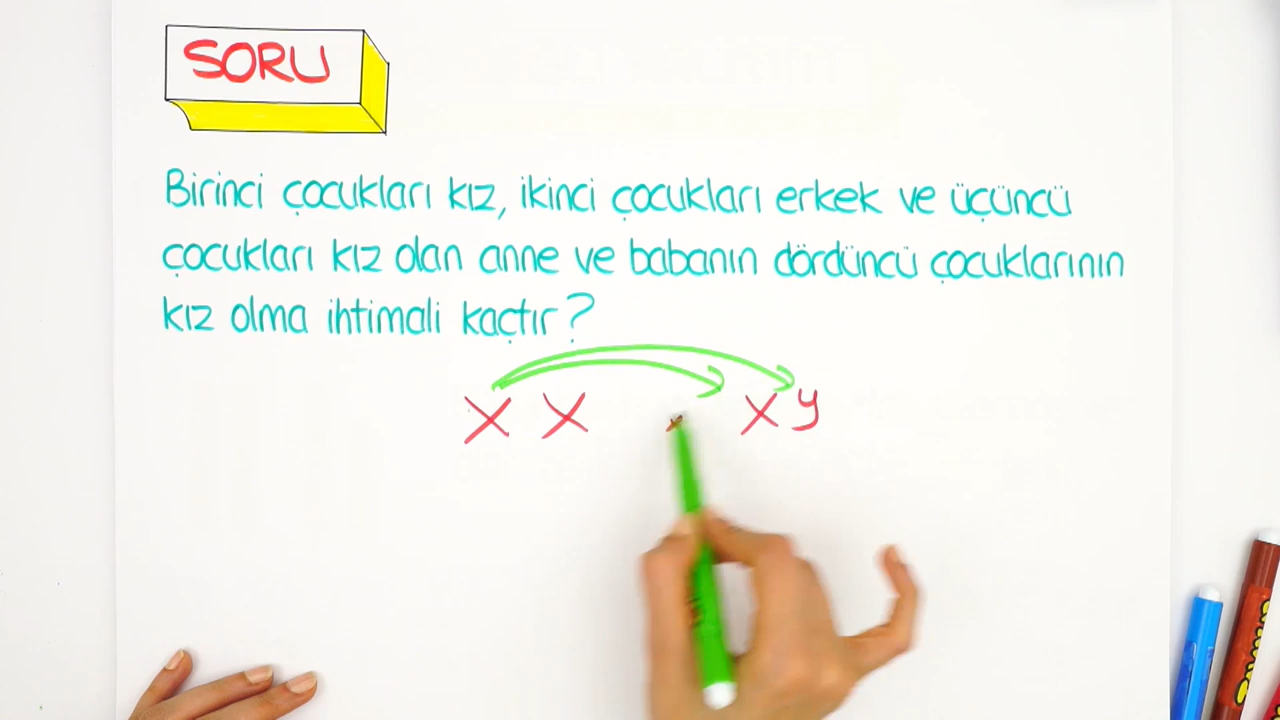 SORU
Birinci çocukları kız, ikinci çocukları erkek ve üçüncü
çocukları kız olan anne ve babanın dördüncü çocuklarının
kız olma ihtimali kaçtır?
X X x X y